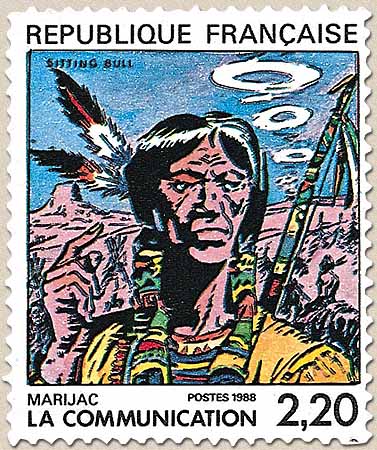 REPUBLIQUE FRANÇAISE
SITTING BULL
MARIJAC
POSTES 1988
LA COMMUNICATION
2,20